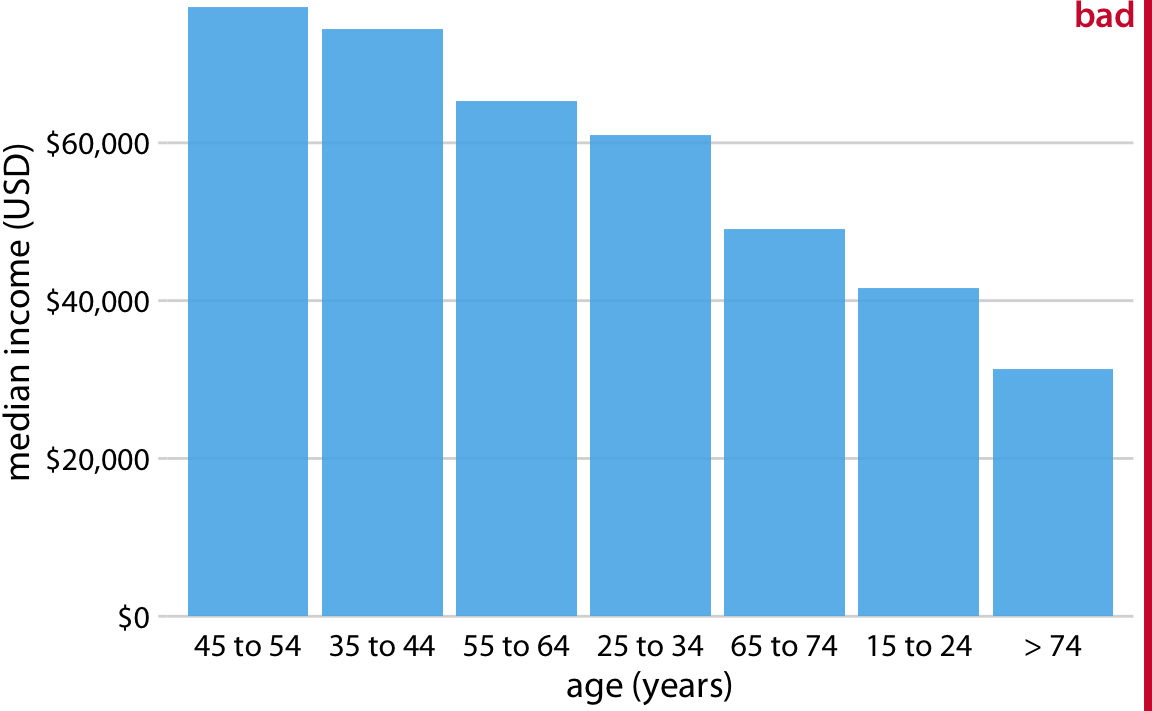 bad
median income (USD)
$60,000
$40,000
$20,000
$0
45 to 54
35 to 44
55 to 64
25 to 34
65 to 74
15 to 24
> 74
age (years)